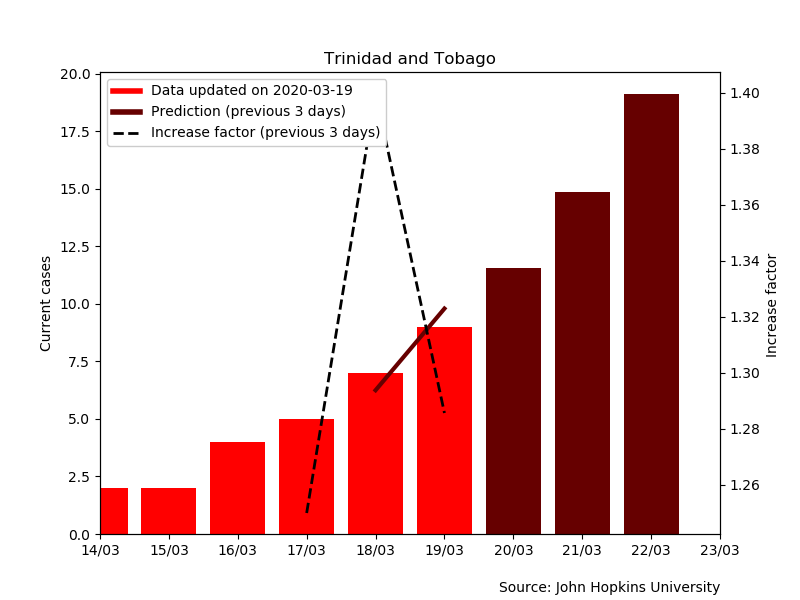 Trinidad and Tobago
Data updated on 2020-03-19
Prediction (previous 3 days)
Increase factor (previous 3 days)
Current cases
20.0
17.5
15.0
12.5
10.0
7.5
5.0
2.5
0.0
1.40
1.38
1.36
1.34
1.32
1.30
1.28
1.26
Increase factor
14/03 15/03 16/03 17/03 18/03 19/03 20/03 21/03 22/03 23/03
Source: John Hopkins University